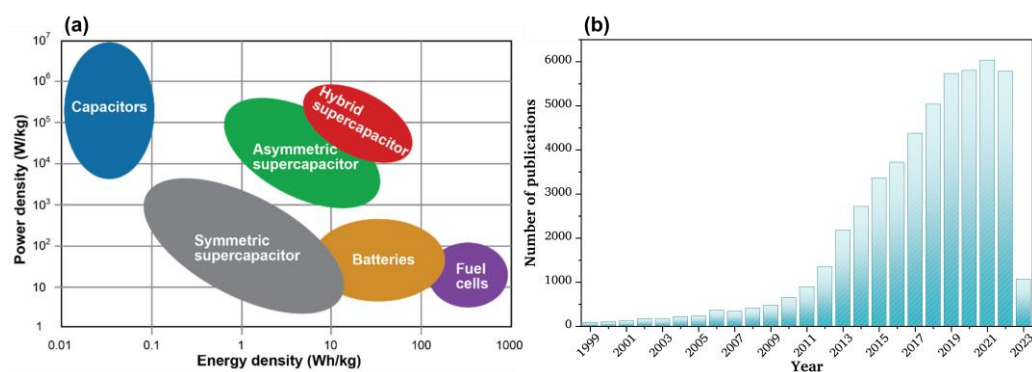 (a)
10⁷
10⁶
10⁵
10⁴
10³
10²
10
1
Power density (W/kg)
Capacitors
Hybrid
supercapacitor
Asymmetric
supercapacitor
Symmetric
supercapacitor
Batteries
Fuel
cells
0.01 0.1 1 10 100 1000
Energy density (Wh/kg)
(b)
6000
5000
4000
3000
2000
1000
0
Number of publications
1999 2001 2003 2005 2007 2009 2011 2013 2015 2017 2019 2021 2023
Year